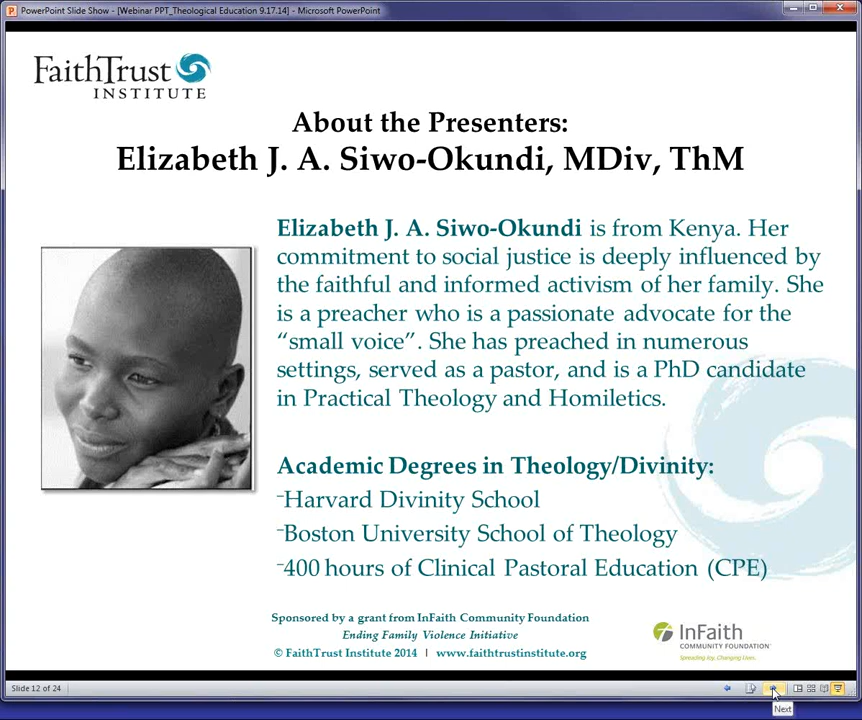 PowerPoint Slide Show - [Webinar PPT_Theological Education 9.17.14] - Microsoft PowerPoint
FaithTrust
INSTITUTE
About the Presenters:
Elizabeth J. A. Siwo-Okundi, MDiv, ThM
Elizabeth J. A. Siwo-Okundi is from Kenya. Her
commitment to social justice is deeply influenced by
the faithful and informed activism of her family. She
is a preacher who is a passionate advocate for the
“small voice”. She has preached in numerous
settings, served as a pastor, and is a PhD candidate
in Practical Theology and Homiletics.
Academic Degrees in Theology/Divinity:
⁻Harvard Divinity School
⁻Boston University School of Theology
⁻400 hours of Clinical Pastoral Education (CPE)
Sponsored by a grant from InFaith Community Foundation
Ending Family Violence Initiative
© FaithTrust Institute 2014 | www.faithtrustinstitute.org
InFaith
COMMUNITY FOUNDATION
Spreading Joy. Changing Lives.
Slide 12 of 24
Next